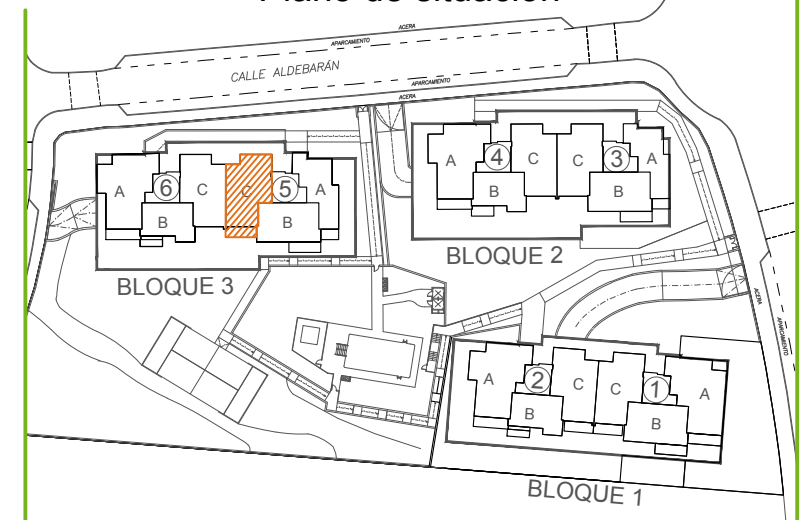 Plano de situación
ACERA
APARCAMIENTO
CALLE ALDEBARÁN
APARCAMIENTO
ACERA
A 6 C C 5 A
B B
BLOQUE 3
A 4 C C 3 A
B B
BLOQUE 2
ACERA
APARCAMIENTO
A 2 C C 1 A
B B
BLOQUE 1